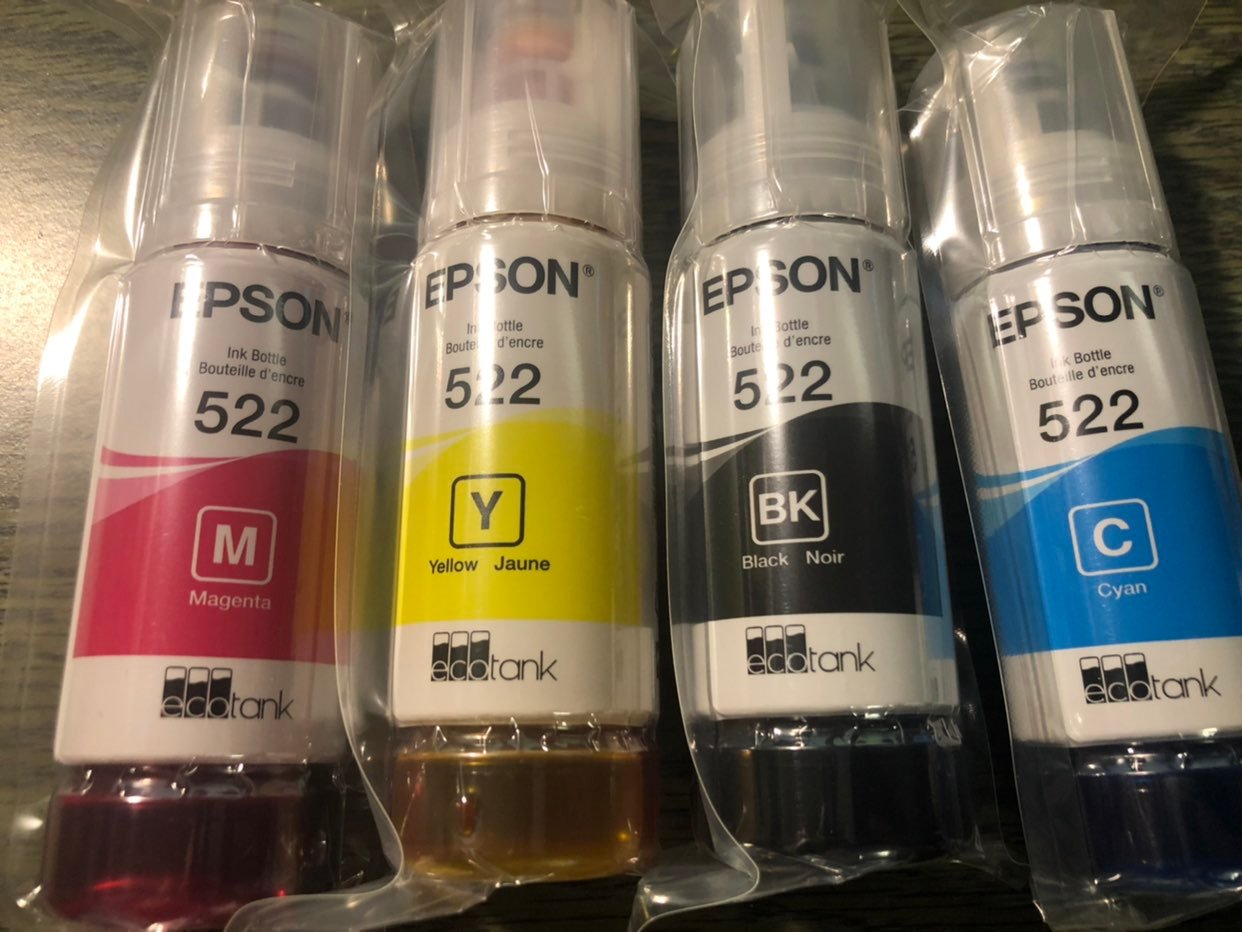 EPSON®
Ink Bottle
Bouteille d'encre
522
M
Magenta
ecotank
EPSON®
Ink Bottle
Bouteille d'encre
522
Y
Yellow Jaune
ecotank
EPSON®
Ink Bottle
Bouteille d'encre
522
BK
Black Noir
ecotank
EPSON®
Ink Bottle
Bouteille d'encre
522
C
Cyan
ecotank